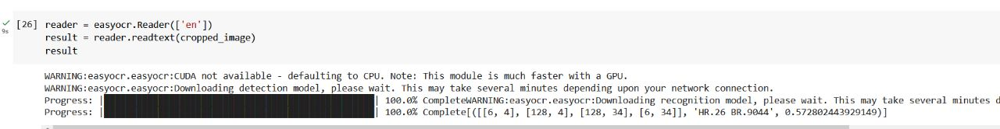 [26] reader = easyocr.Reader(['en'])
result = reader.readtext(cropped_image)
result
9s
WARNING:easyocr.easyocr:CUDA not available - defaulting to CPU. Note: This module is much faster with a GPU.
WARNING:easyocr.easyocr:Downloading detection model, please wait. This may take several minutes depending upon your network connection.
Progress: || 100.0% CompleteWARNING:easyocr.easyocr:Downloading recognition model, please wait. This may take several minutes d
Progress: || 100.0% Complete[([[6, 4], [128, 4], [128, 34], [6, 34]], 'HR.26 BR.9044', 0.572802443929149)]